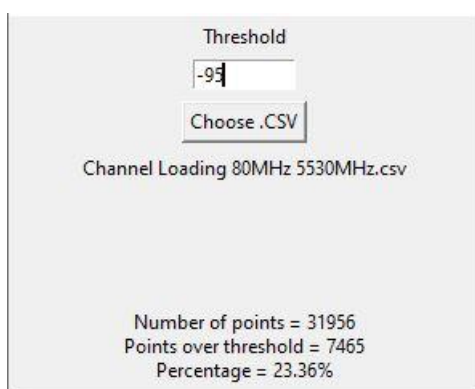 Threshold
-95
Choose .CSV
Channel Loading 80MHz 5530MHz.csv
Number of points = 31956
Points over threshold = 7465
Percentage = 23.36%